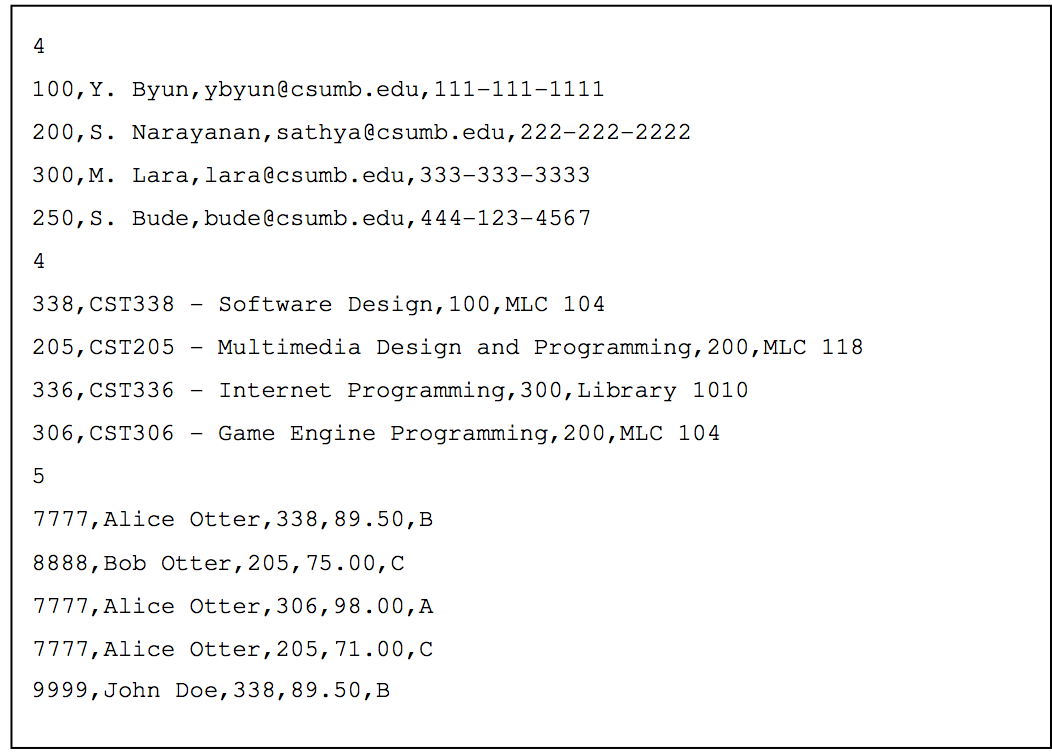 4
100,Y. Byun,ybyun@csumb.edu,111-111-1111
200,S. Narayanan,sathya@csumb.edu,222-222-2222
300,M. Lara,lara@csumb.edu,333-333-3333
250,S. Bude,bude@csumb.edu,444-123-4567
4
338,CST338 - Software Design,100,MLC 104
205,CST205 - Multimedia Design and Programming,200,MLC 118
336,CST336 - Internet Programming,300,Library 1010
306,CST306 - Game Engine Programming,200,MLC 104
5
7777,Alice Otter,338,89.50,B
8888,Bob Otter,205,75.00,C
7777,Alice Otter,306,98.00,A
7777,Alice Otter,205,71.00,C
9999,John Doe,338,89.50,B